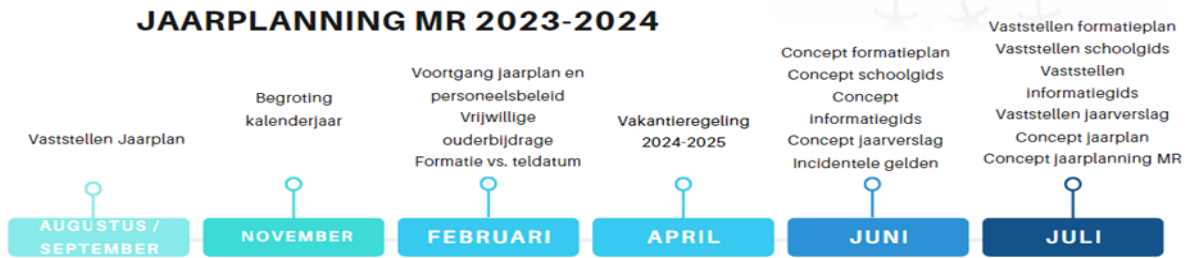 JAARPLANNING MR 2023-2024
Vaststellen Jaarplan
AUGUSTUS /
SEPTEMBER
Begroting
kalenderjaar
NOVEMBER
Voortgang jaarplan en
personeelsbeleid
Vrijwillige
ouderbijdrage
Formatie vs. teldatum
FEBRUARI
Vakantieregeling
2024-2025
APRIL
Concept formatieplan
Concept schoolgids
Concept
informatiegids
Concept jaarverslag
Incidentele gelden
JUNI
Vaststellen formatieplan
Vaststellen schoolgids
Vaststellen
informatiegids
Vaststellen jaarverslag
Concept jaarplan
Concept jaarplanning MR
JULI